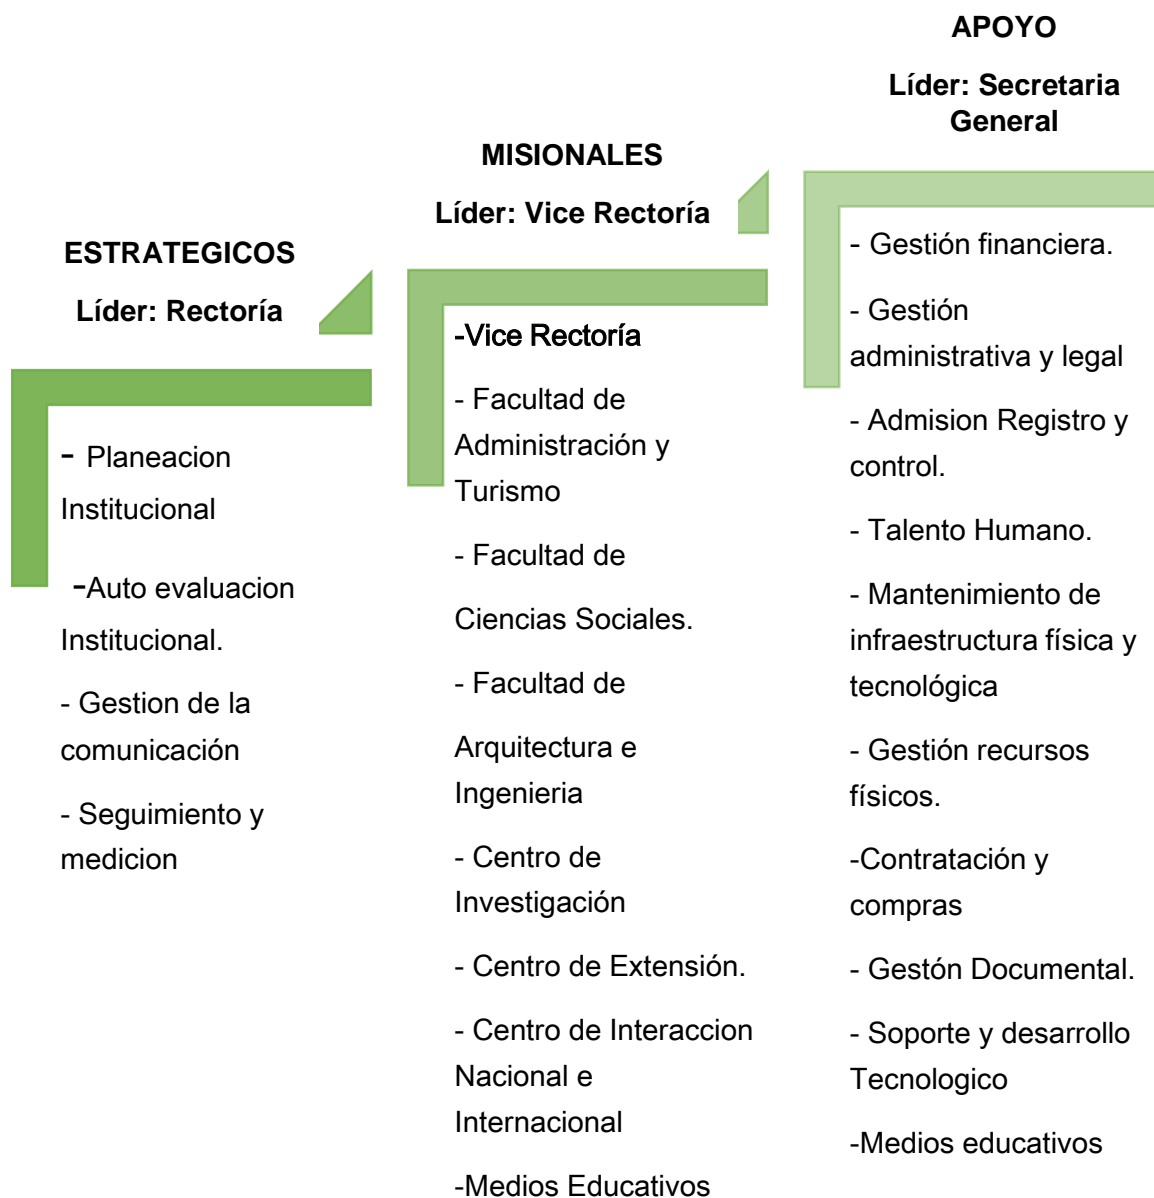 ESTRATEGICOS
Líder: Rectoría
- Planeacion
Institucional
-Auto evaluacion
Institucional.
- Gestion de la
comunicación
- Seguimiento y
medicion
MISIONALES
Líder: Vice Rectoría
-Vice Rectoría
- Facultad de
Administración y
Turismo
- Facultad de
Ciencias Sociales.
- Facultad de
Arquitectura e
Ingenieria
- Centro de
Investigación
- Centro de Extensión.
- Centro de Interaccion
Nacional e
Internacional
-Medios Educativos
APOYO
Líder: Secretaria
General
- Gestión financiera.
- Gestión
administrativa y legal
- Admision Registro y
control.
- Talento Humano.
- Mantenimiento de
infraestructura física y
tecnológica
- Gestión recursos
físicos.
-Contratación y
compras
- Gestón Documental.
- Soporte y desarrollo
Tecnologico
-Medios educativos